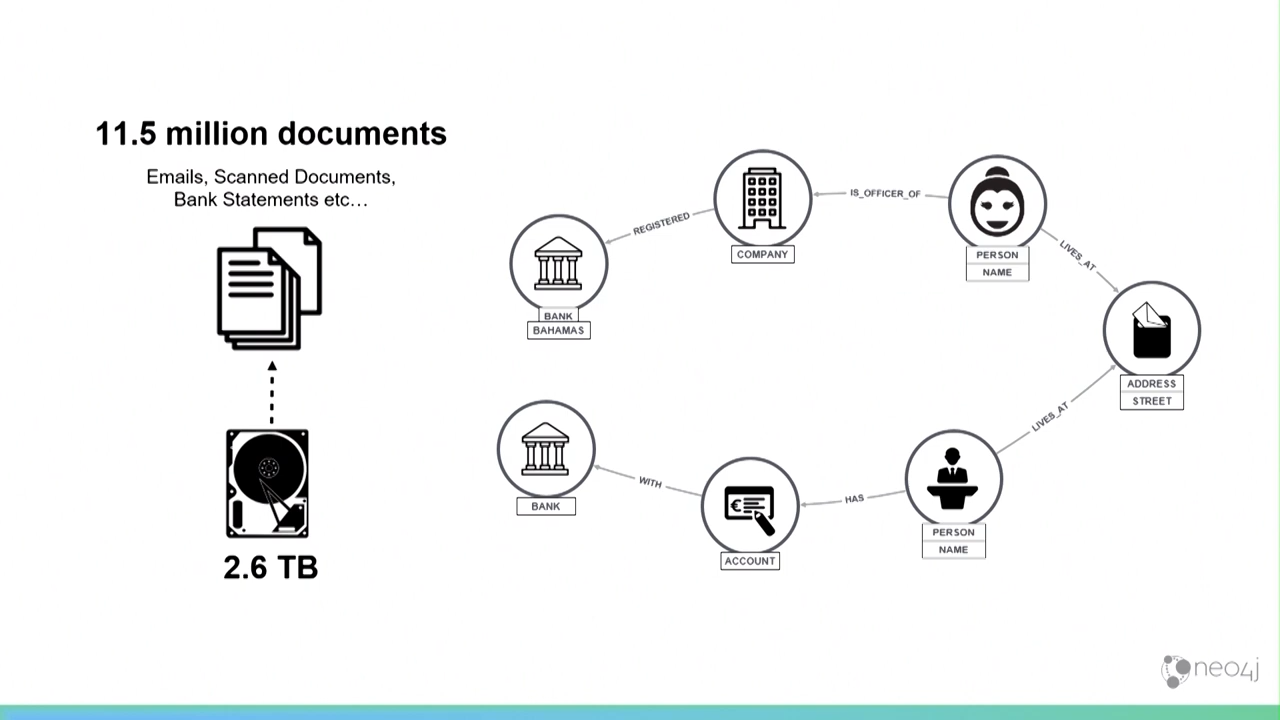 11.5 million documents
Emails, Scanned Documents,
Bank Statements etc…
2.6 TB
BANK
BAHAMAS
REGISTERED
COMPANY
IS_OFFICER_OF
PERSON
NAME
LIVES_AT
ADDRESS
STREET
LIVES_AT
PERSON
NAME
HAS
€
ACCOUNT
WITH
BANK
neo4j